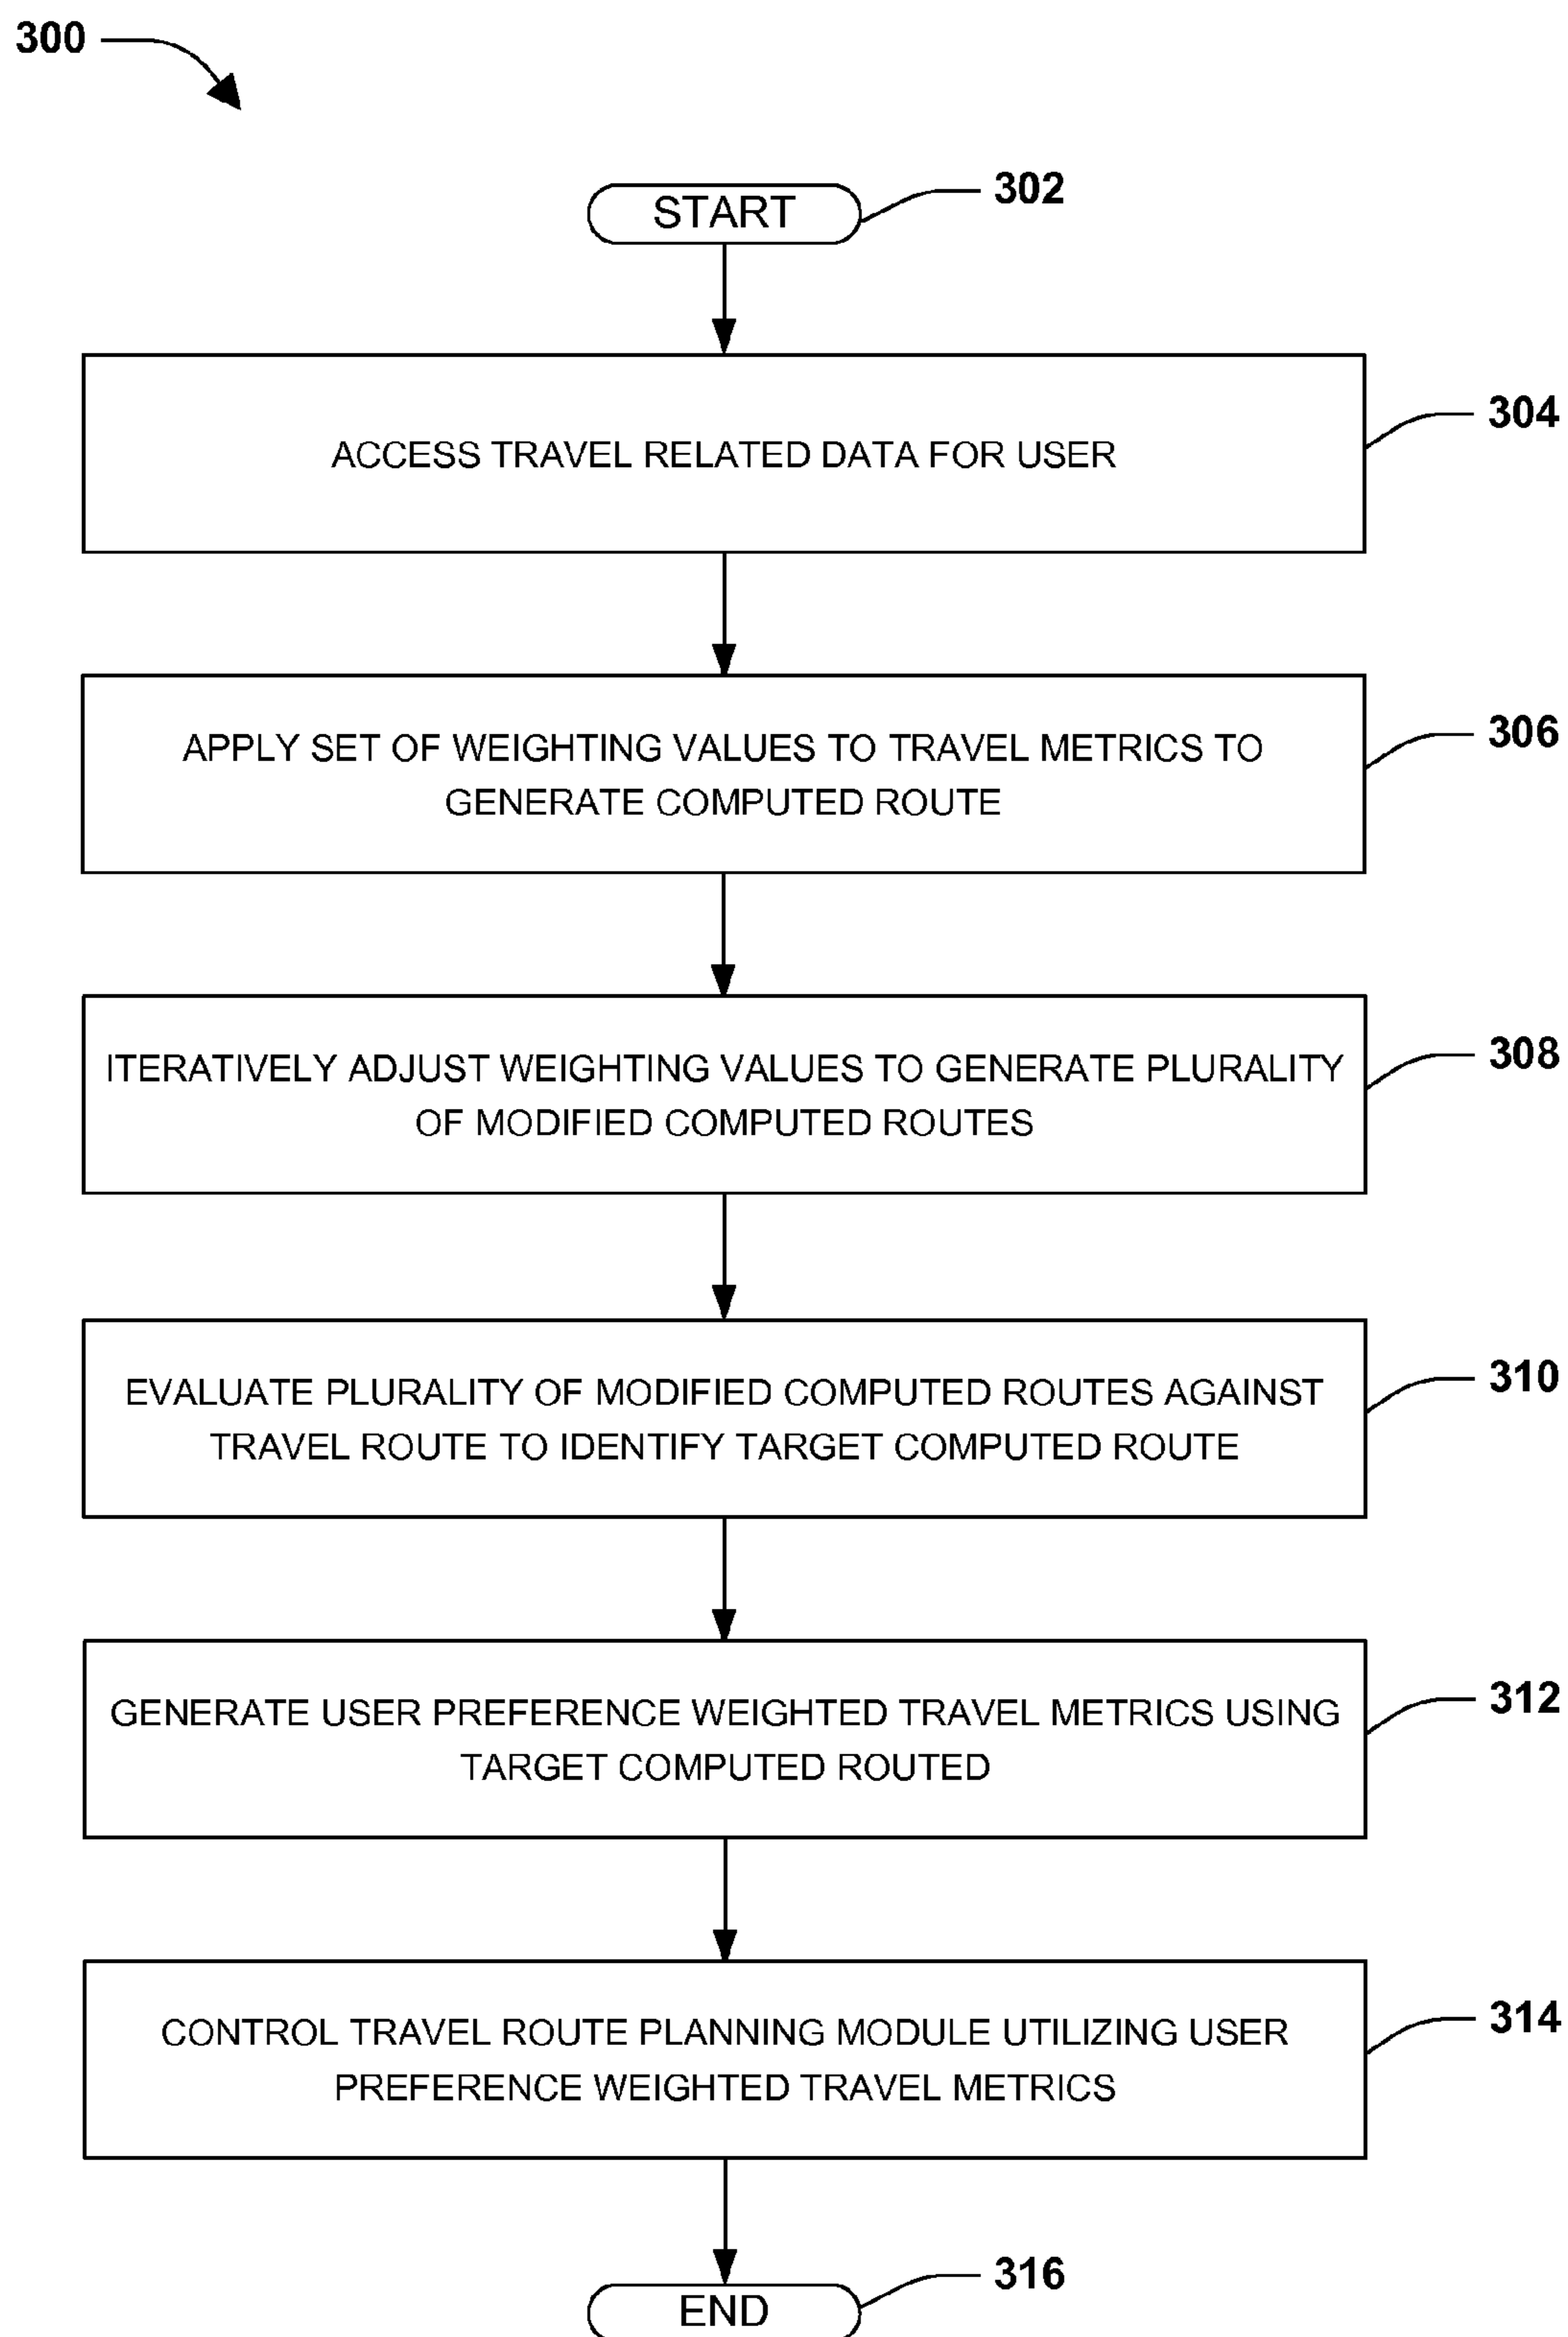 300
START
302
ACCESS TRAVEL RELATED DATA FOR USER
304
APPLY SET OF WEIGHTING VALUES TO TRAVEL METRICS TO
GENERATE COMPUTED ROUTE
306
ITERATIVELY ADJUST WEIGHTING VALUES TO GENERATE PLURALITY
OF MODIFIED COMPUTED ROUTES
308
EVALUATE PLURALITY OF MODIFIED COMPUTED ROUTES AGAINST
TRAVEL ROUTE TO IDENTIFY TARGET COMPUTED ROUTE
310
GENERATE USER PREFERENCE WEIGHTED TRAVEL METRICS USING
TARGET COMPUTED ROUTED
312
CONTROL TRAVEL ROUTE PLANNING MODULE UTILIZING USER
PREFERENCE WEIGHTED TRAVEL METRICS
314
END
316